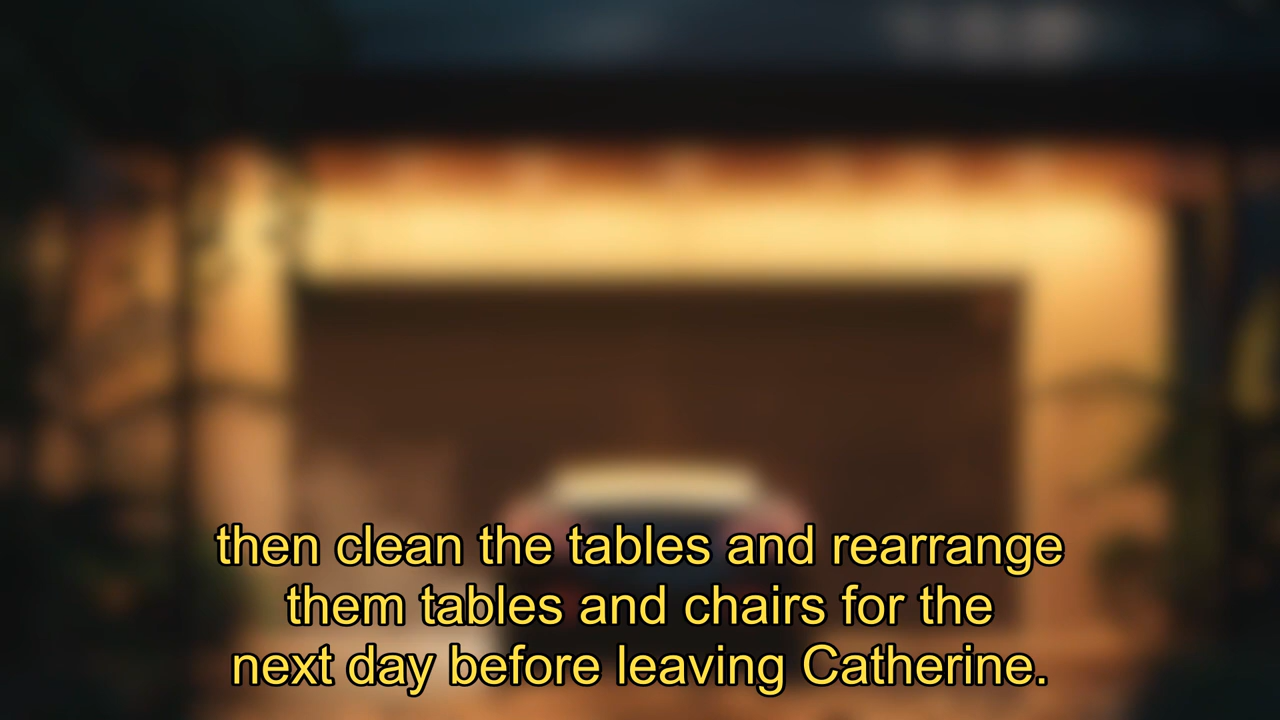 then clean the tables and rearrange
them tables and chairs for the
next day before leaving Catherine.